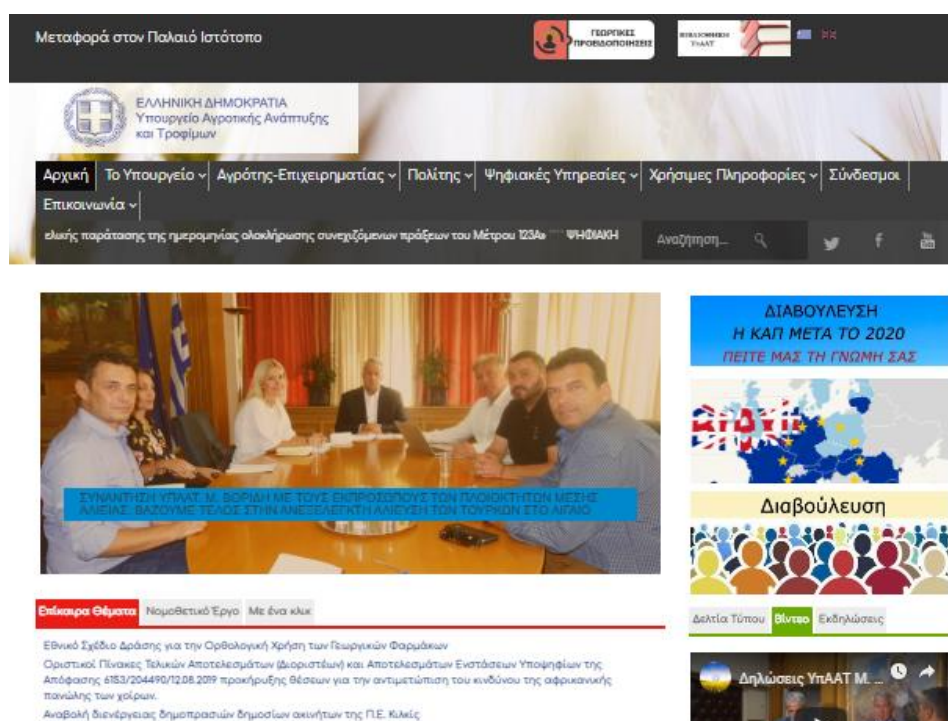 Μεταφορά στον Παλαιό Ιστότοπο
ΓΕΩΡΓΙΚΕΣ
ΠΡΟΕΙΔΟΠΟΙΗΣΕΙΣ
ΒΙΒΛΙΟΘΗΚΗ
ΥπΑΑΤ
ΕΛΛΗΝΙΚΗ ΔΗΜΟΚΡΑΤΙΑ
Υπουργείο Αγροτικής Ανάπτυξης
και Τροφίμων
Αρχική Το Υπουργείο Αγρότης-Επιχειρηματίας Πολίτης Ψηφιακές Υπηρεσίες Χρήσιμες Πληροφορίες Σύνδεσμοι
Επικοινωνία
ελικής παράτασης της ημερομηνίας ολοκλήρωσης συνεχιζόμενων πράξεων του Μέτρου 123Α» ΨΗΦΙΑΚΗ
Αναζήτηση...
You
Tube
ΣΥΝΑΝΤΗΣΗ ΥΠΑΑΤ Μ. ΒΟΡΙΔΗ ΜΕ ΤΟΥΣ ΕΚΠΡΟΣΩΠΟΥΣ ΤΩΝ ΠΛΟΙΟΚΤΗΤΩΝ ΜΕΣΗΣ
ΑΛΙΕΙΑΣ: ΒΑΖΟΥΜΕ ΤΕΛΟΣ ΣΤΗΝ ΑΝΕΞΕΛΕΓΚΤΗ ΑΛΙΕΥΣΗ ΤΩΝ ΤΟΥΡΚΩΝ ΣΤΟ ΑΙΓΑΙΟ
ΔΙΑΒΟΥΛΕΥΣΗ
Η ΚΑΠ ΜΕΤΑ ΤΟ 2020
ΠΕΙΤΕ ΜΑΣ ΤΗ ΓΝΩΜΗ ΣΑΣ
Brexit
Διαβούλευση
Επίκαιρα Θέματα Νομοθετικό Έργο Με ένα κλικ
Εθνικό Σχέδιο Δράσης για την Ορθολογική Χρήση των Γεωργικών Φαρμάκων
Οριστικοί Πίνακες Τελικών Αποτελεσμάτων (Διοριστέων) και Αποτελεσμάτων Ενστάσεων Υποψηφίων της
Απόφασης 6153/204490/12.08.2019 προκήρυξης θέσεων για την αντιμετώπιση του κινδύνου της αφρικανικής
πανώλης των χοίρων.
Αναβολή διενέργειας δημοπρασιών δημοσίων ακινήτων της Π.Ε. Κιλκίς
Δελτία Τύπου Βίντεο Εκδηλώσεις
Δηλώσεις ΥπΑΑΤ Μ. ...